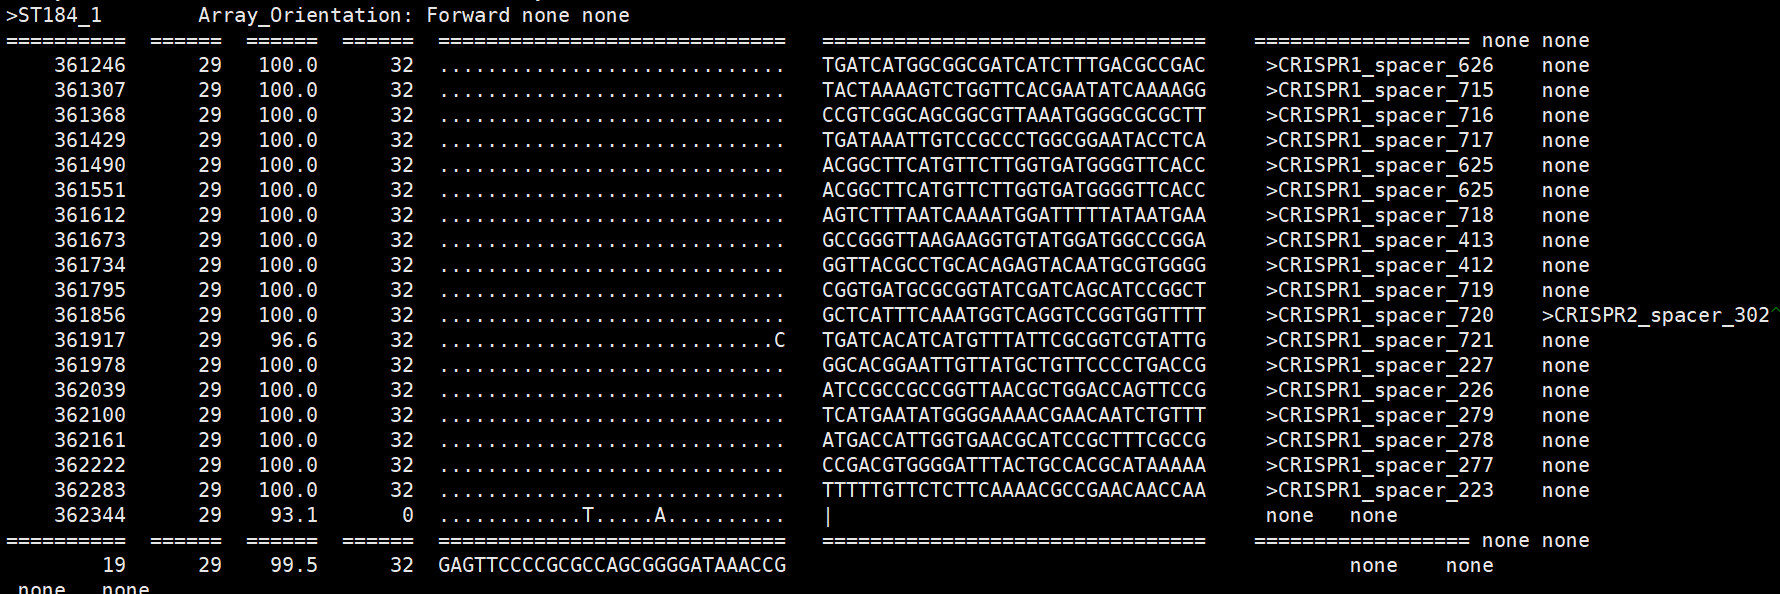 >ST184_1        Array_Orientation: Forward none none
==========  ======  ======  ======  =============================   ================================    ================== none none
    361246      29   100.0      32  .............................   TGATCATGGCGGCGATCATCTTTGACGCCGAC     >CRISPR1_spacer_626    none
    361307      29   100.0      32  .............................   TACTAAAAGTCTGGTTCACGAATATCAAAAGG     >CRISPR1_spacer_715    none
    361368      29   100.0      32  .............................   CCGTCGGCAGCGGCGTTAAATGGGGCGCGCTT     >CRISPR1_spacer_716    none
    361429      29   100.0      32  .............................   TGATAAATTGTCCGCCCTGGCGGAATACCTCA     >CRISPR1_spacer_717    none
    361490      29   100.0      32  .............................   ACGGCTTCATGTTCTTGGTGATGGGGTTCACC     >CRISPR1_spacer_625    none
    361551      29   100.0      32  .............................   ACGGCTTCATGTTCTTGGTGATGGGGTTCACC     >CRISPR1_spacer_625    none
    361612      29   100.0      32  .............................   AGTCTTTAATCAAAATGGATTTTTATAATGAA     >CRISPR1_spacer_718    none
    361673      29   100.0      32  .............................   GCCGGGTTAAGAAGGTGTATGGATGGCCCGGA     >CRISPR1_spacer_413    none
    361734      29   100.0      32  .............................   GGTTACGCCTGCACAGAGTACAATGCGTGGGG     >CRISPR1_spacer_412    none
    361795      29   100.0      32  .............................   CGGTGATGCGCGGTATCGATCAGCATCCGGCT     >CRISPR1_spacer_719    none
    361856      29   100.0      32  .............................   GCTCATTTCAAATGGTCAGGTCCGGTGGTTTT     >CRISPR1_spacer_720    >CRISPR2_spacer_302^
    361917      29    96.6      32  ............................C   TGATCACATCATGTTTATTCGCGGTCGTATTG     >CRISPR1_spacer_721    none
    361978      29   100.0      32  .............................   GGCACGGAATTGTTATGCTGTTCCCCTGACCG     >CRISPR1_spacer_227    none
    362039      29   100.0      32  .............................   ATCCGCCGCCGGTTAACGCTGGACCAGTTCCG     >CRISPR1_spacer_226    none
    362100      29   100.0      32  .............................   TCATGAATATGGGGAAAACGAACAATCTGTTT     >CRISPR1_spacer_279    none
    362161      29   100.0      32  .............................   ATGACCATTGGTGAACGCATCCGCTTTCGCCG     >CRISPR1_spacer_278    none
    362222      29   100.0      32  .............................   CCGACGTGGGGATTTACTGCCACGCATAAAAA     >CRISPR1_spacer_277    none
    362283      29   100.0      32  .............................   TTTTTGTTCTCTTCAAAACGCCGAACAACCAA     >CRISPR1_spacer_223    none
    362344      29    93.1       0  ............T.....A..........   |                                    none   none
==========  ======  ======  ======  =============================   ================================    ================== none none
        19      29    99.5      32  GAGTTCCCCGCGCCAGCGGGGATAAACCG                                               none    none
 none   none